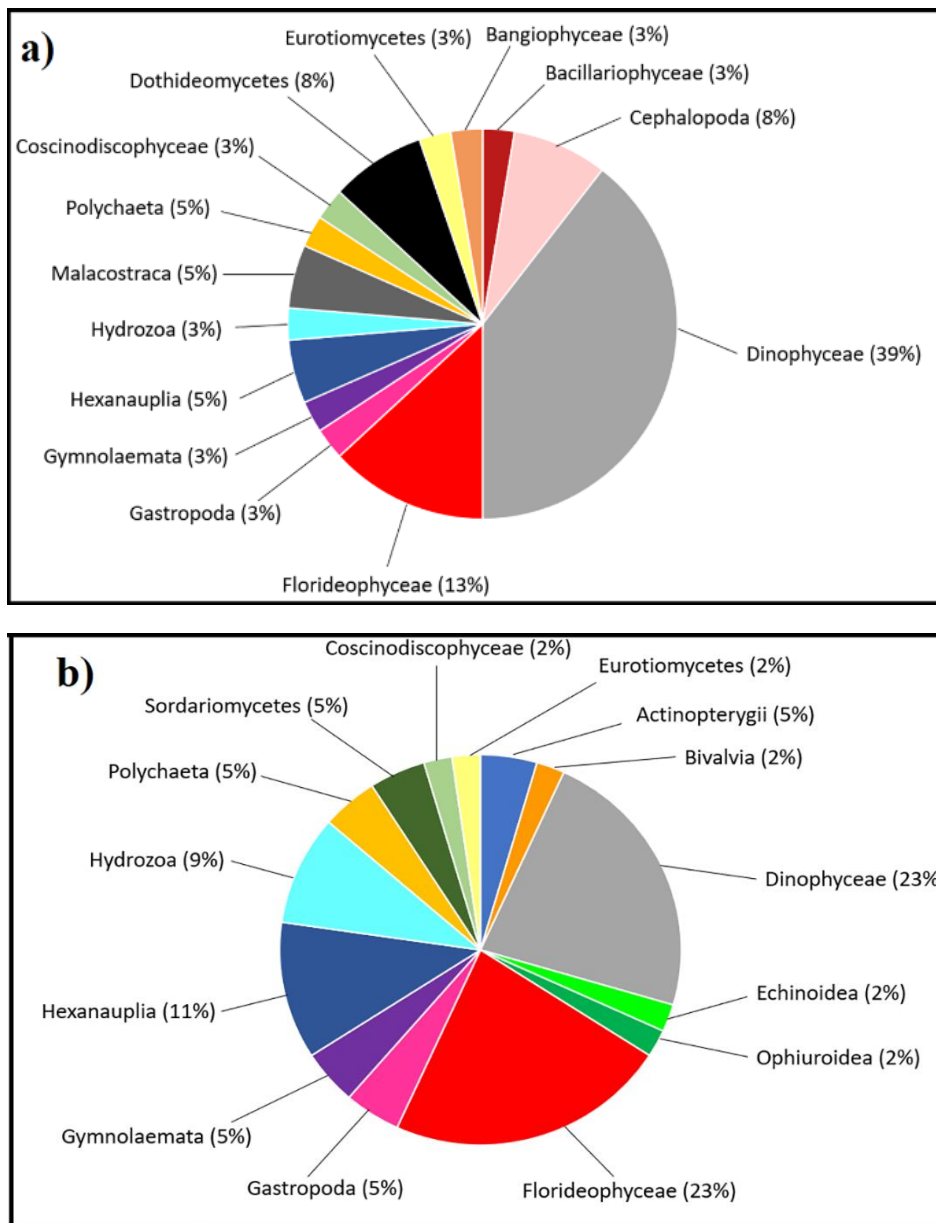 a)
Eurotiomycetes (3%)
Bangiophyceae (3%)
Dothideomycetes (8%)
Bacillariophyceae (3%)
Cephalopoda (8%)
Coscinodiscophyceae (3%)
Polychaeta (5%)
Malacostraca (5%)
Hydrozoa (3%)
Dinophyceae (39%)
Hexanauplia (5%)
Gymnolaemata (3%)
Gastropoda (3%)
Florideophyceae (13%)
b)
Coscinodiscophyceae (2%)
Eurotiomycetes (2%)
Sordariomycetes (5%)
Actinopterygii (5%)
Bivalvia (2%)
Polychaeta (5%)
Hydrozoa (9%)
Dinophyceae (23%
Echinoidea (2%)
Hexanauplia (11%)
Ophiuroidea (2%)
Gymnolaemata (5%)
Gastropoda (5%)
Florideophyceae (23%)